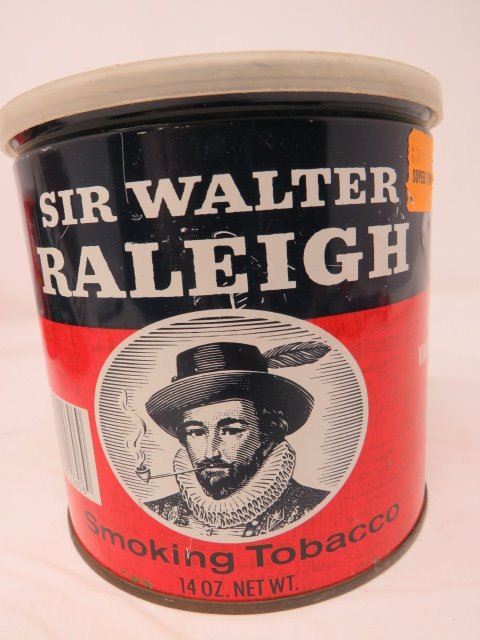 SIR WALTER
RALEIGH
Smoking Tobacco
14 OZ. NET WT.